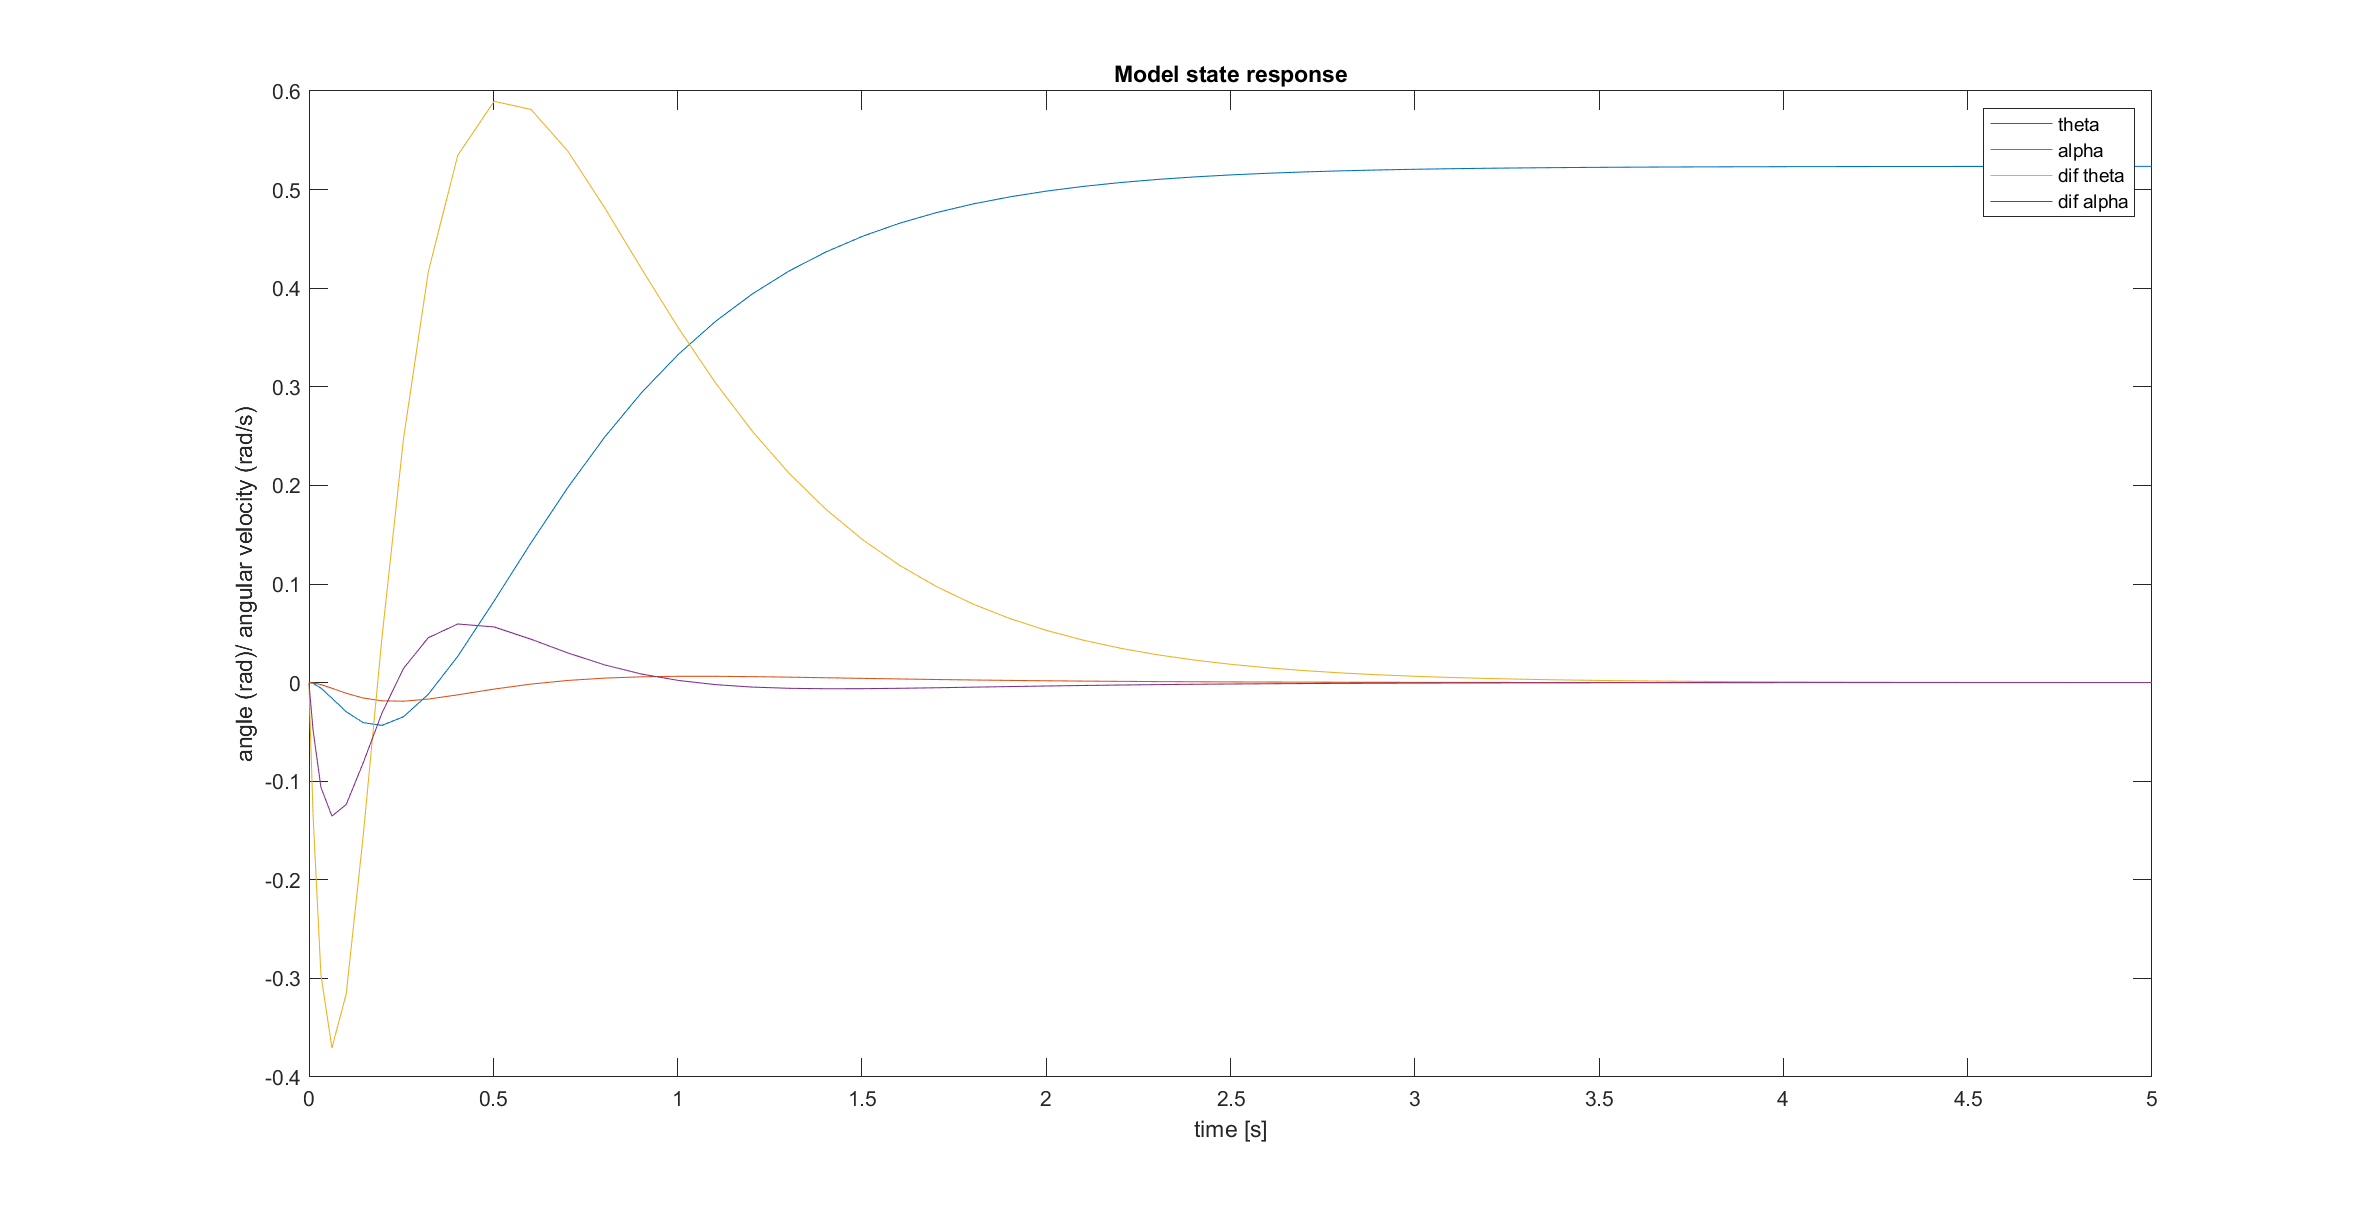 Model state response
0.6
0.5
0.4
0.3
0.2
0.1
0
-0.1
-0.2
-0.3
-0.4
angle (rad)/ angular velocity (rad/s)
theta
alpha
dif theta
dif alpha
0 0.5 1 1.5 2 2.5 3 3.5 4 4.5 5
time [s]